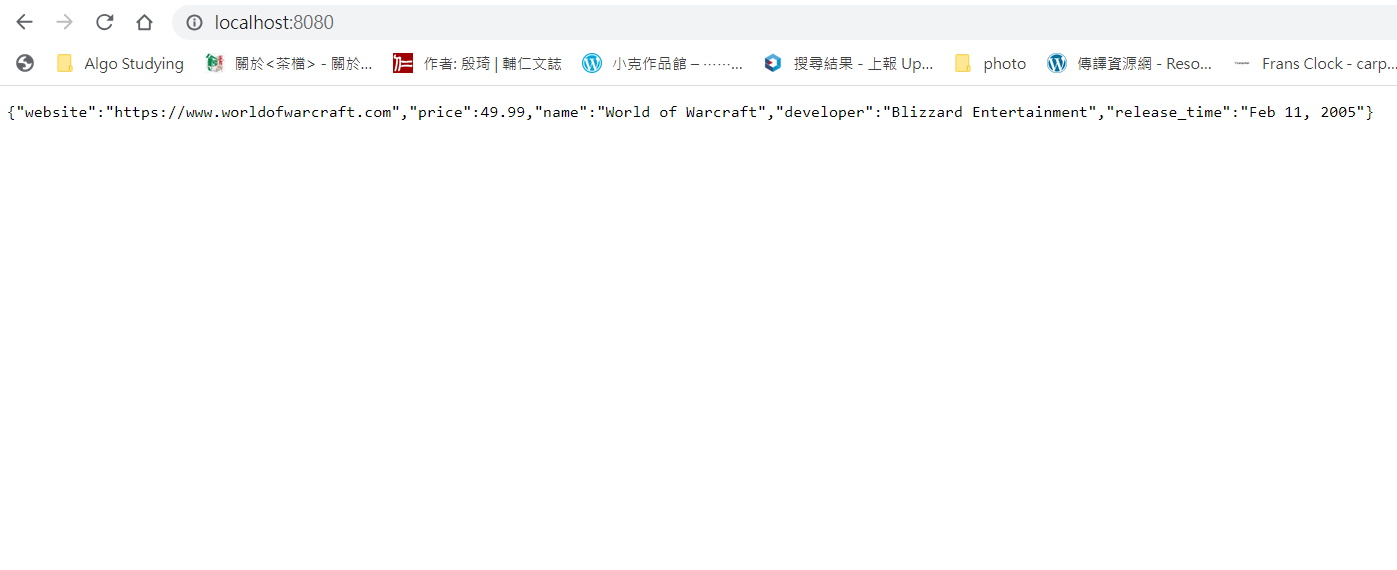 localhost:8080
Algo Studying 關於<茶檔> - 關於... 作者: 殷琦 | 輔仁文誌 小克作品館 – ⋯⋯... 搜尋結果 - 上報 Up... photo 傳譯資源網 - Reso... Frans Clock - carp...
{"website":"https://www.worldofwarcraft.com","price":49.99,"name":"World of Warcraft","developer":"Blizzard Entertainment","release_time":"Feb 11, 2005"}